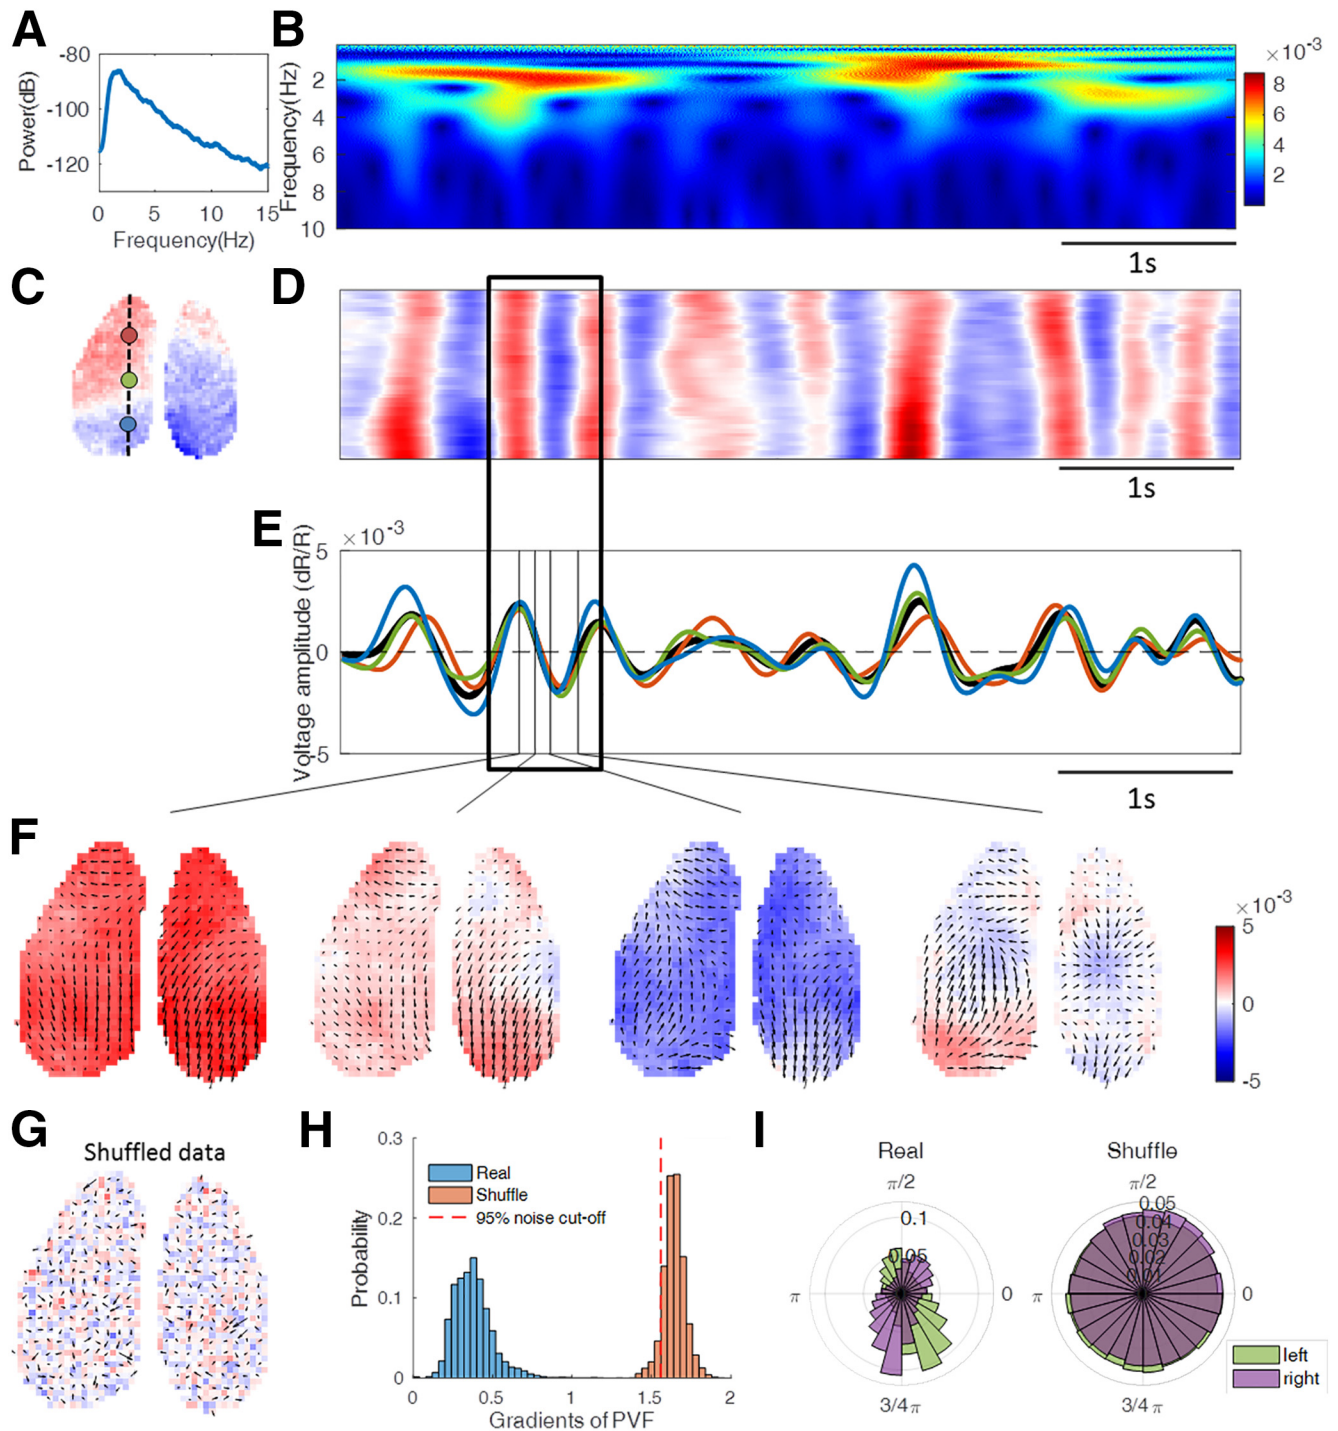 A
B
-80
-100
-120
Power(dB)
0
5
10
15
Frequency(Hz)
Frequency(Hz)
2
4
6
8
10
×10-3
8
6
4
2
1s
C
D
1s
E
×10-3
5
0
-5
Voltage amplitude (dR/R)
1s
F
×10-3
5
0
-5
G
Shuffled data
H
0.3
0.2
0.1
0
Probability
Real
Shuffle
95% noise cut-off
0
0.5
1
1.5
2
Gradients of PVF
I
Real
π/2
0.1
0.05
π
0
3/4π
Shuffle
π/2
0.05
0.04
0.03
0.02
0.01
π
0
3/4π
left
right